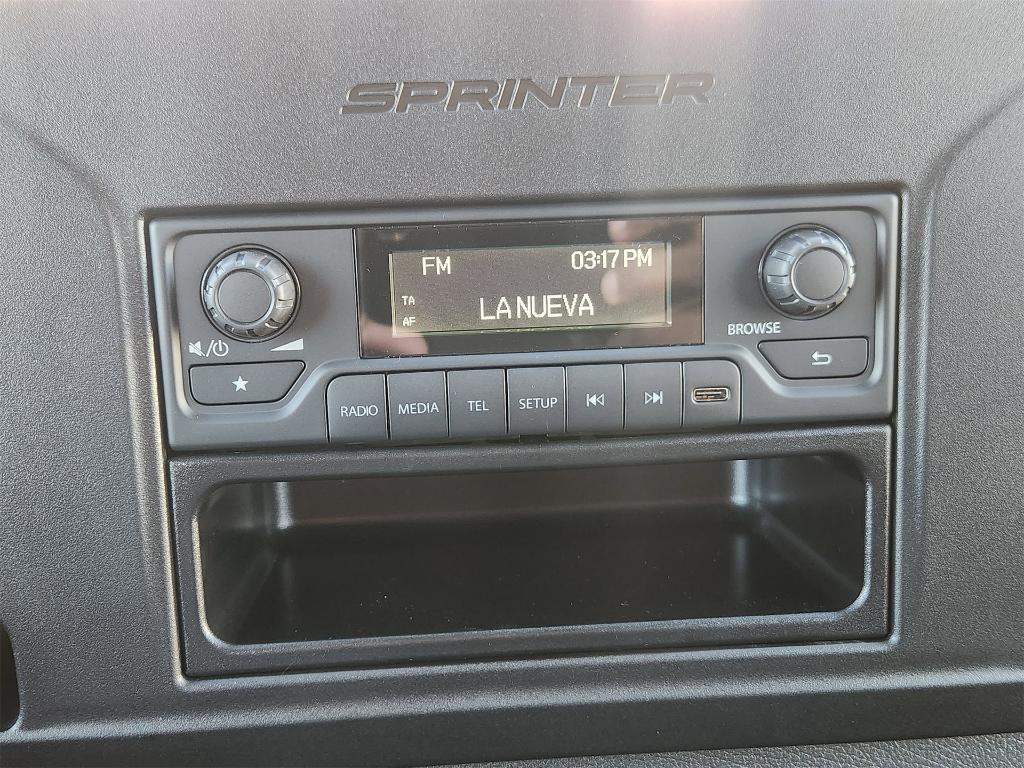 SPRINTER
FM 03:17 PM
TA
LA NUEVA
AF
BROWSE
RADIO MEDIA TEL SETUP